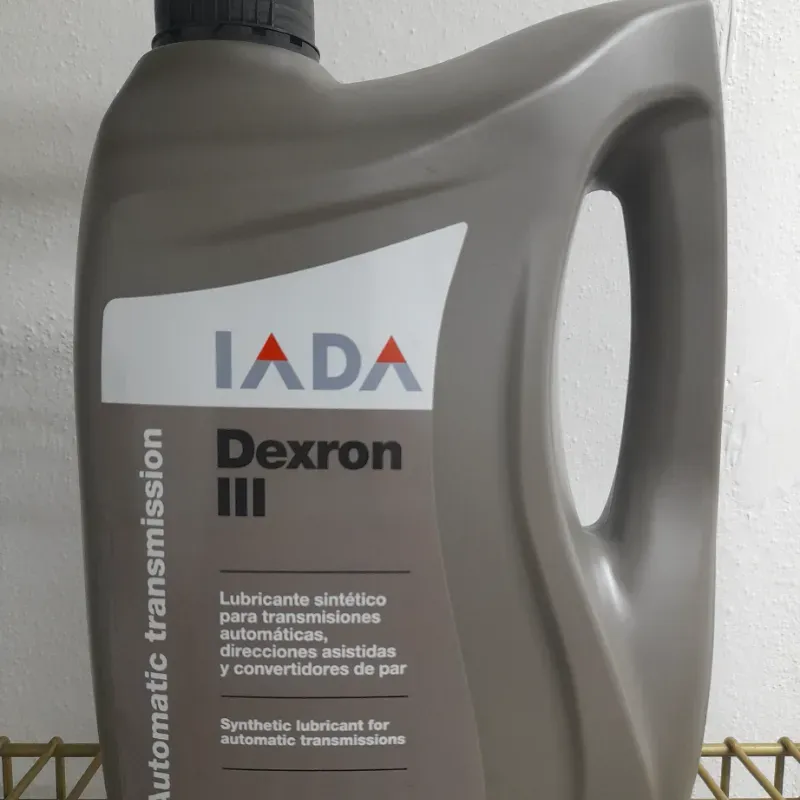 IADA
Dexron
III
Lubricante sintético
para transmisiones
automáticas,
direcciones asistidas
y convertidores de par
Synthetic lubricant for
automatic transmissions
Automatic transmission